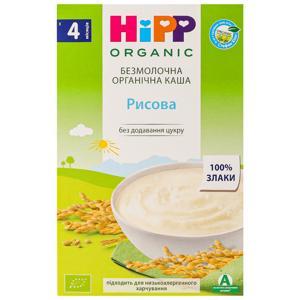 4
місяців
HiPP
ORGANIC
БЕЗМОЛОЧНА
ОРГАНІЧНА КАША
Рисова
без додавання цукру
100%
ЗЛАКИ
підходить для низькоалергенного
харчування